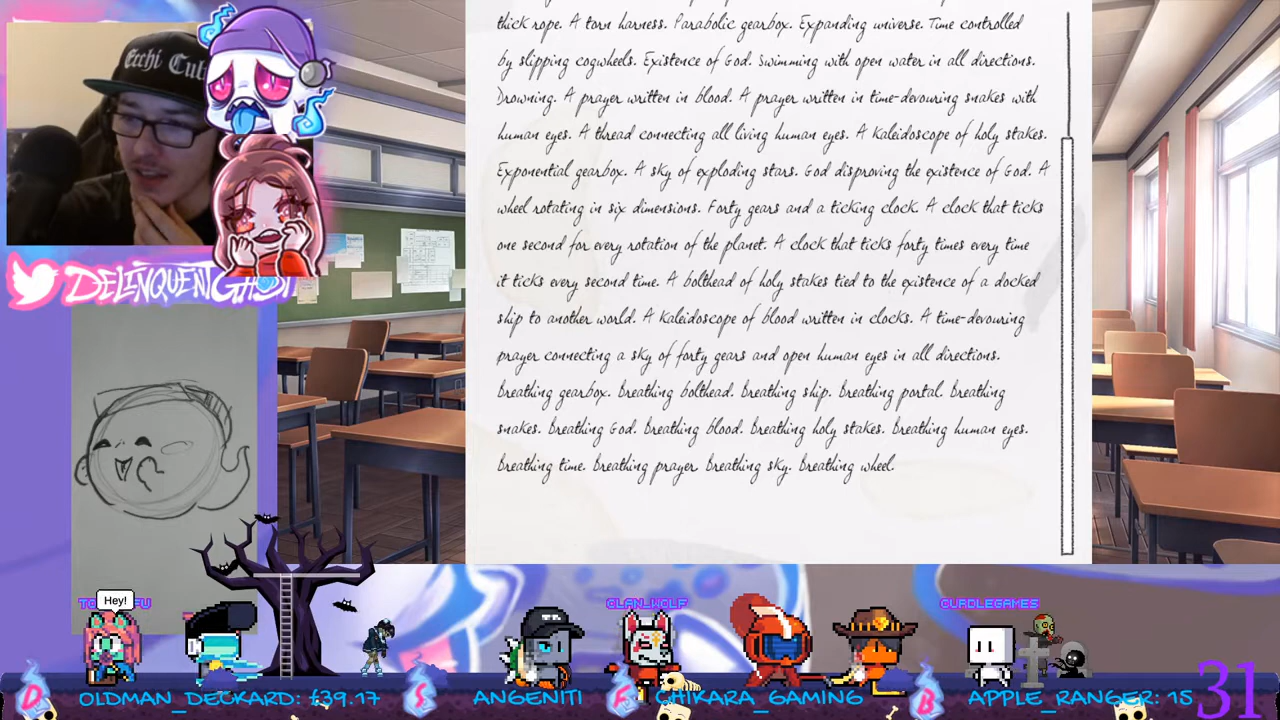 thick rope. A torn harness. Parabolic gearbox. Expanding universe. Time controlled
by slipping cogwheels. Existence of God. Swimming with open water in all directions.
Drowning. A prayer written in blood. A prayer written in time-devouring snakes with
human eyes. A thread connecting all living human eyes. A kaleidoscope of holy stakes.
Exponential gearbox. A sky of exploding stars. God disproving the existence of God. A
wheel rotating in six dimensions. Forty gears and a ticking clock. A clock that ticks
one second for every rotation of the planet. A clock that ticks forty times every time
it ticks every second time. A bolthead of holy stakes tied to the existence of a docked
ship to another world. A kaleidoscope of blood written in clocks. A time-devouring
prayer connecting a sky of forty gears and open human eyes in all directions.
Breathing gearbox. Breathing bolthead. Breathing ship. Breathing portal. Breathing
snakes. Breathing God. Breathing blood. Breathing holy stakes. Breathing human eyes.
Breathing time. Breathing prayer. Breathing sky. Breathing wheel.
Ecchi
DELINQUENTGHOST
Hey!
CLAN_WOLF
CURDLEGAMES
D OLDMAN_DECKARD: £39.17 S ANGENITI F CHIKARA_GAMING B APPLE_RANGER: 15
31